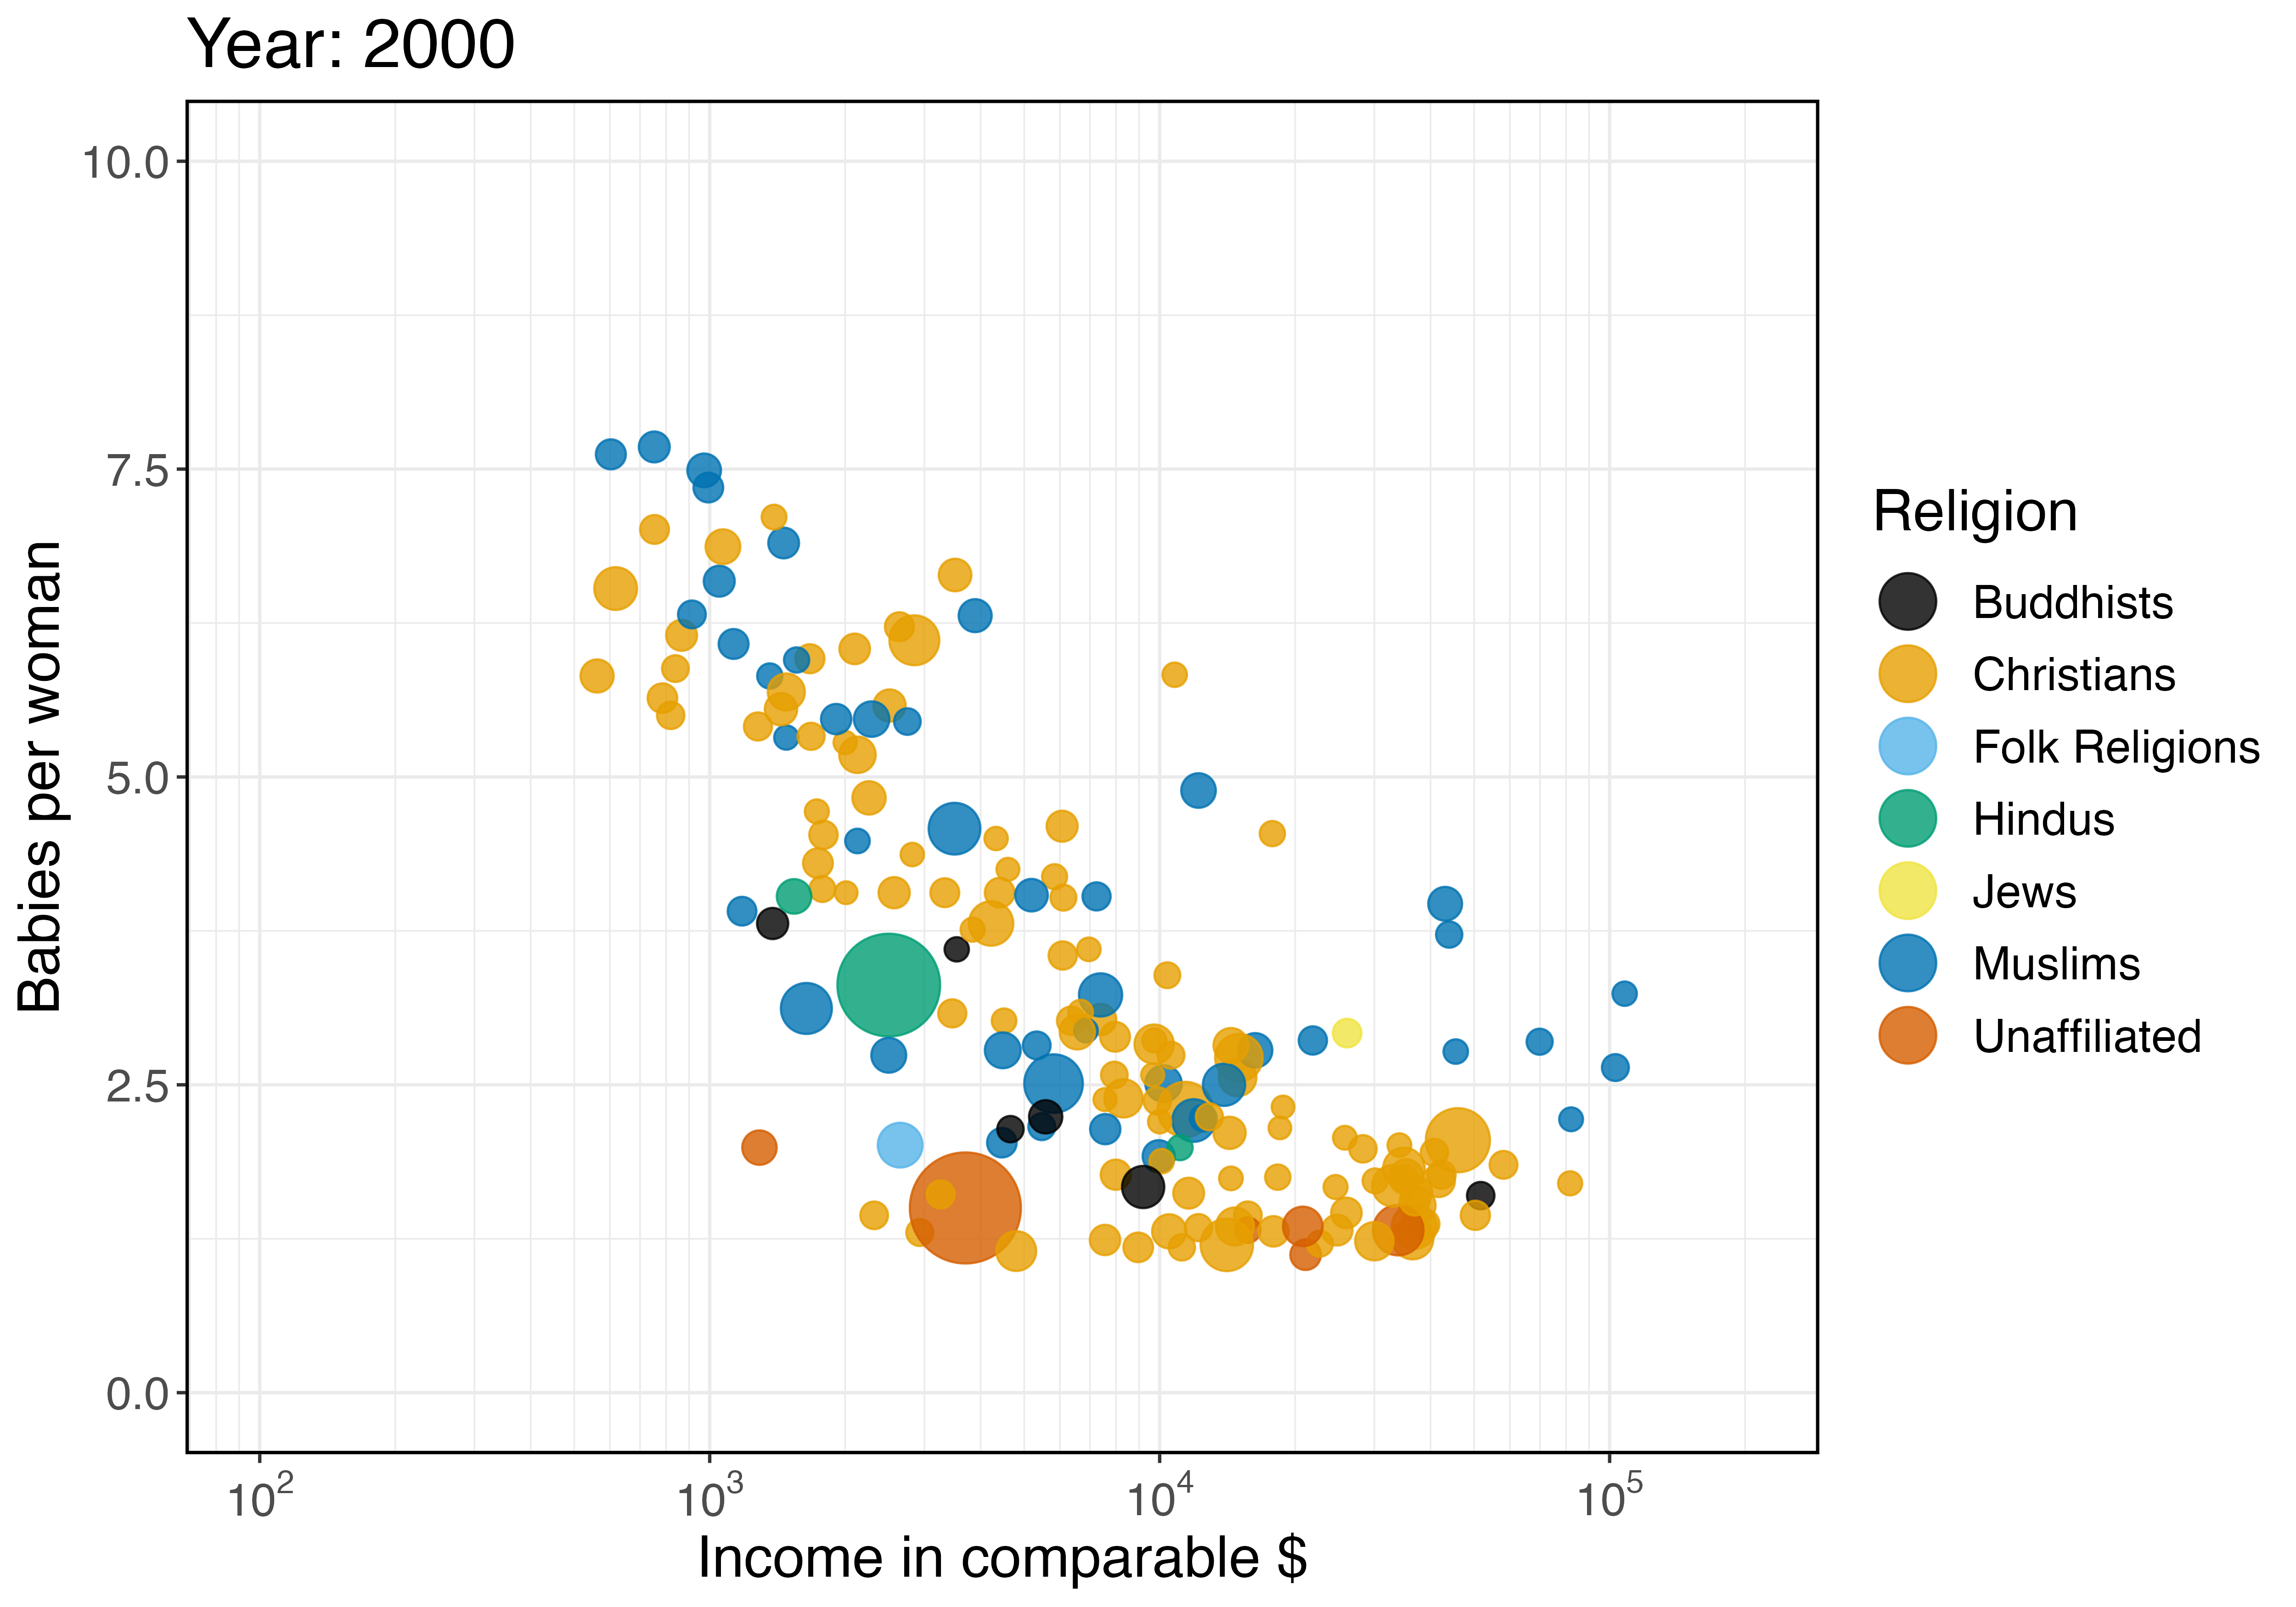 Year: 2000
Babies per woman
10.0
7.5
5.0
2.5
0.0
10²
10³
10⁴
10⁵
Income in comparable $
Religion
Buddhists
Christians
Folk Religions
Hindus
Jews
Muslims
Unaffiliated